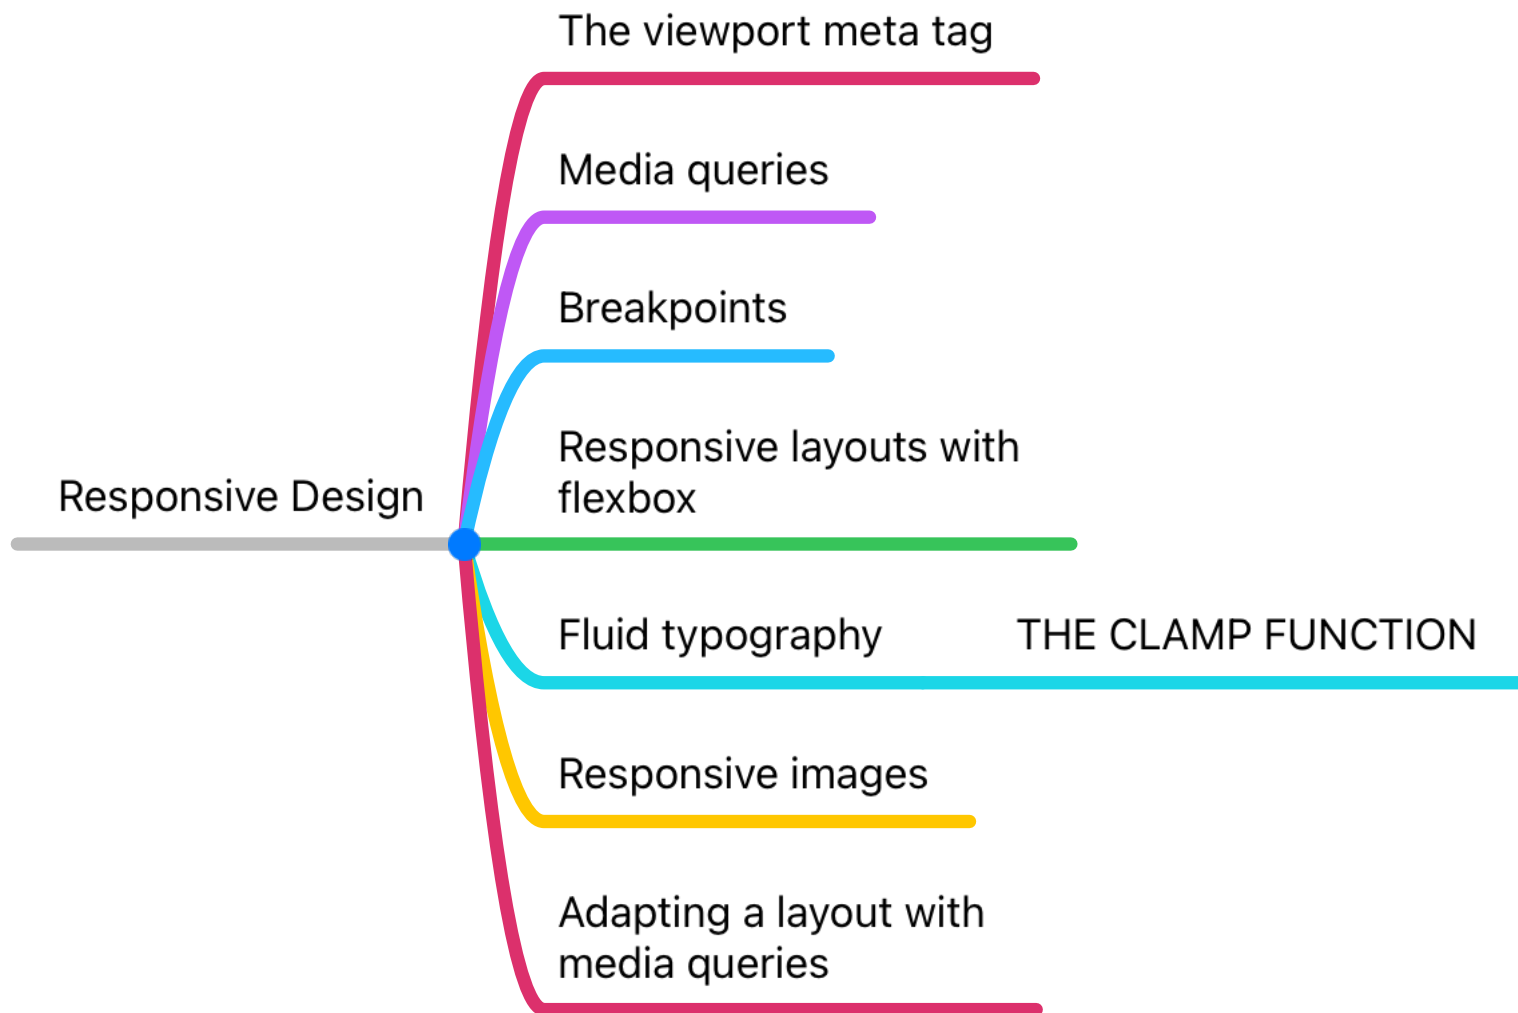 The viewport meta tag
Media queries
Breakpoints
Responsive layouts with
flexbox
Responsive Design
Fluid typography
THE CLAMP FUNCTION
Responsive images
Adapting a layout with
media queries